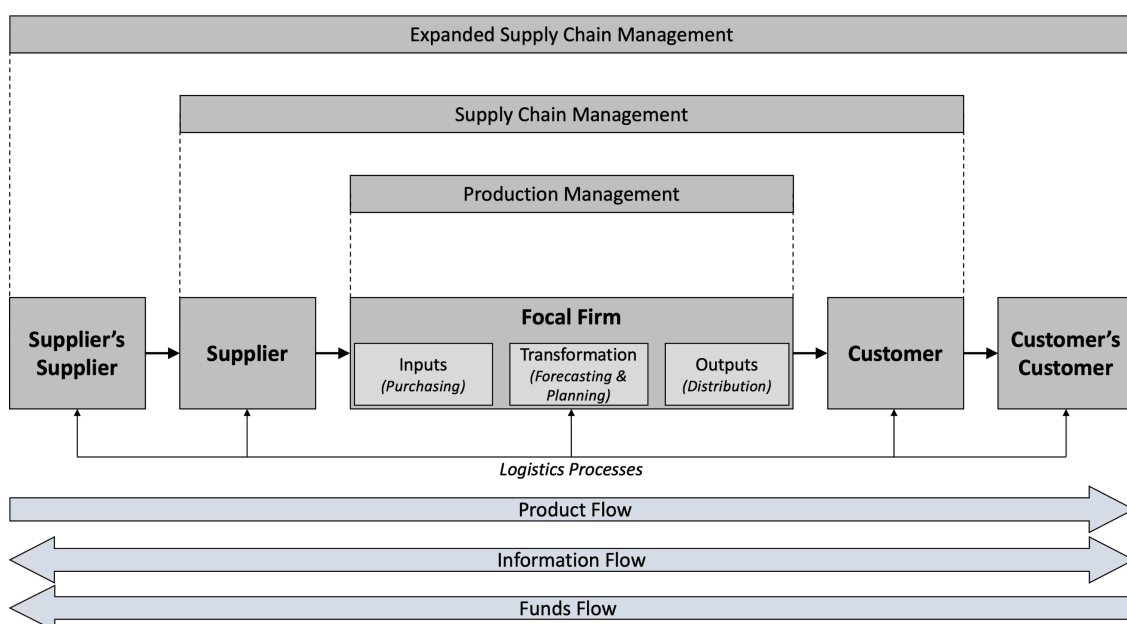 Expanded Supply Chain Management
Supply Chain Management
Production Management
Supplier's
Supplier
Supplier
Focal Firm
Inputs
(Purchasing)
Transformation
(Forecasting &
Planning)
Outputs
(Distribution)
Customer
Customer's
Customer
Logistics Processes
Product Flow
Information Flow
Funds Flow